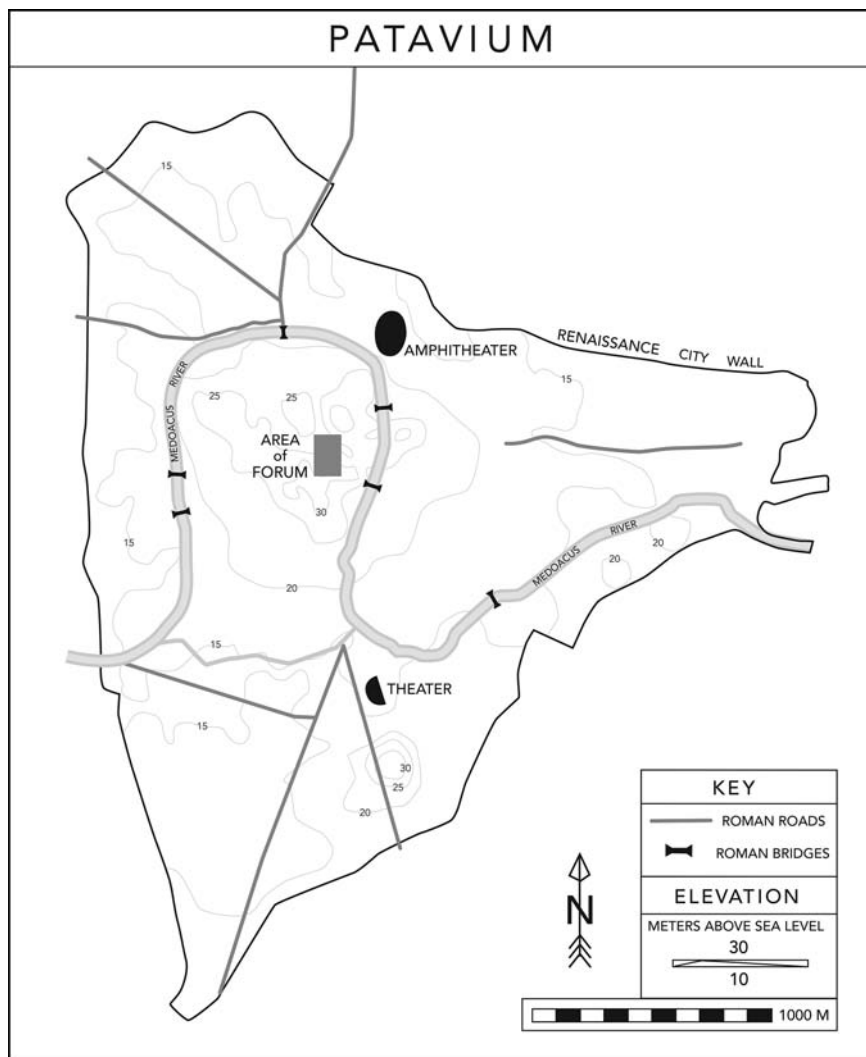 PATAVIUM
15
AMPHITHEATER
RENAISSANCE CITY WALL
15
MEDOACUS RIVER
25
25
AREA
of
FORUM
30
15
20
MEDOACUS RIVER
20
20
15
THEATER
15
30
25
20
KEY
ROMAN ROADS
ROMAN BRIDGES
ELEVATION
METERS ABOVE SEA LEVEL
30
10
N
1000 M